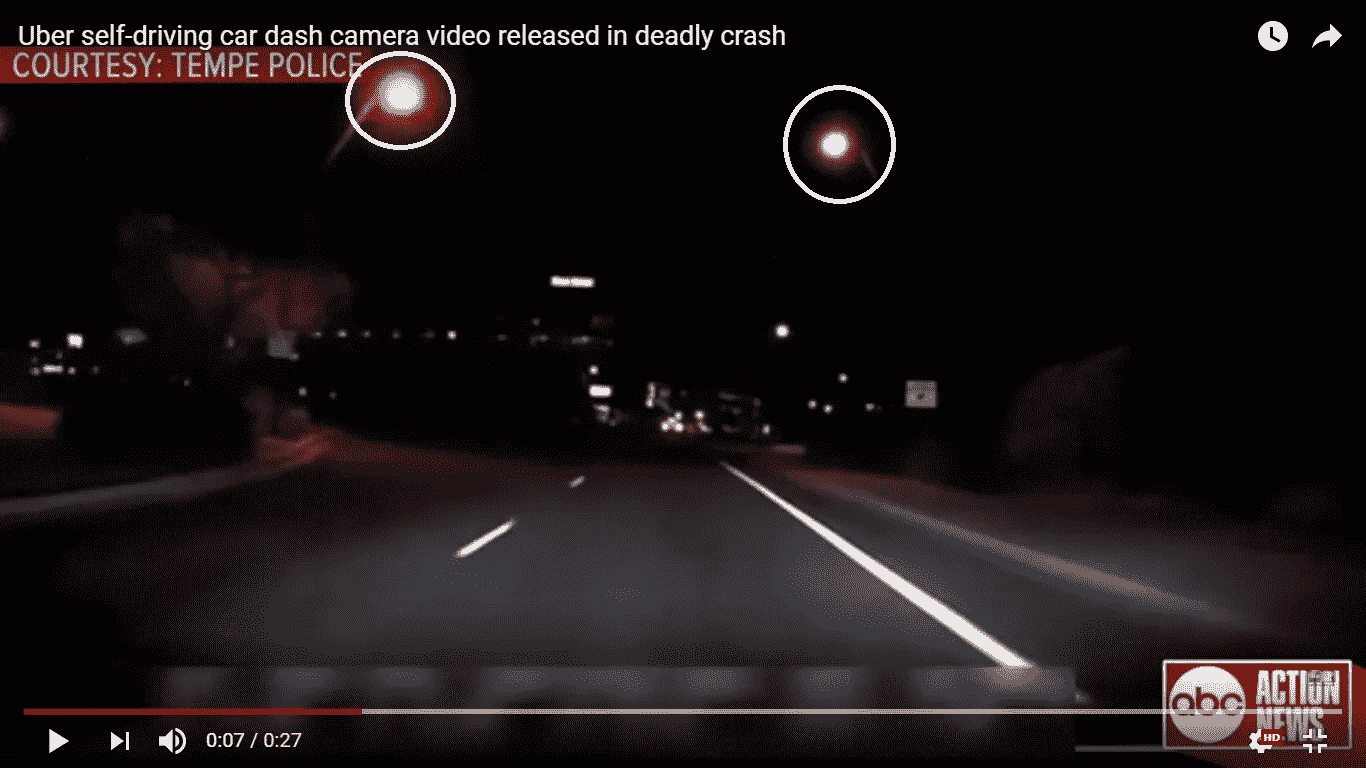 Uber self-driving car dash camera video released in deadly crash
COURTESY: TEMPE POLICE
abc ACTION
NEWS
HD
0:07 / 0:27